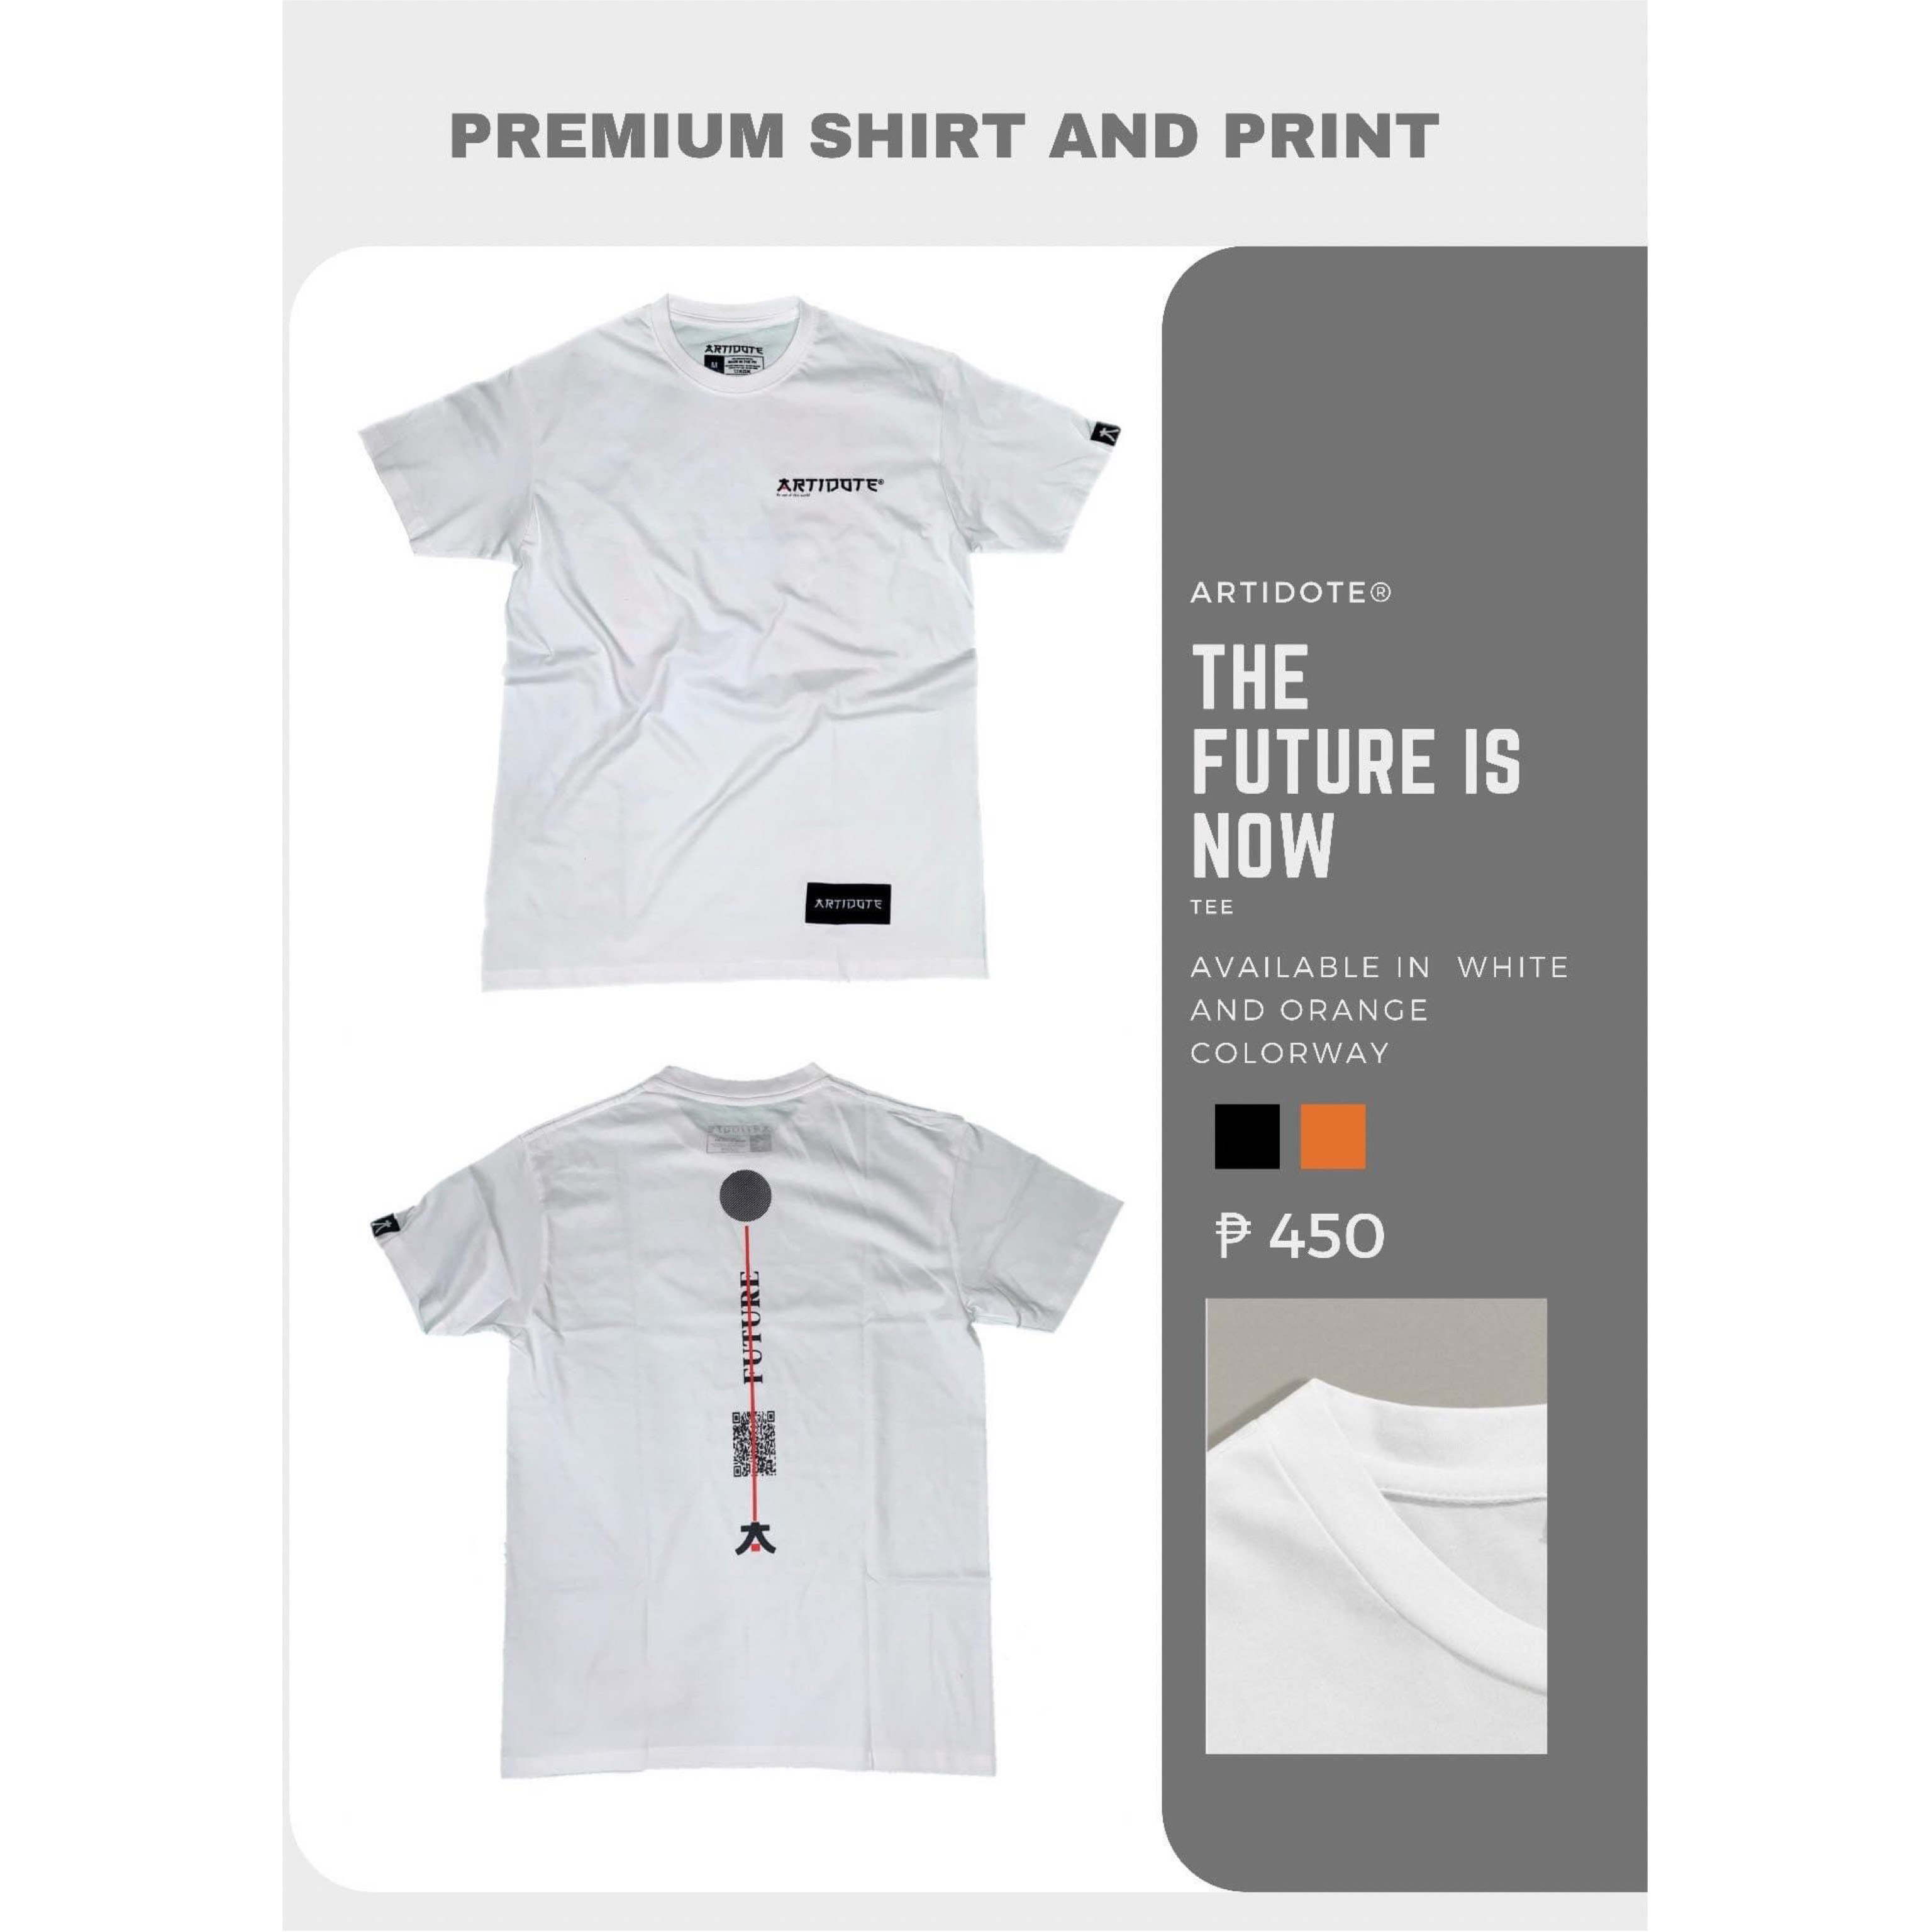 PREMIUM SHIRT AND PRINT
ARTIDOTE
M
ARTIDOTE®
ARTIDOTE
FUTURE
ARTIDOTE®
THE
FUTURE IS
NOW
TEE
AVAILABLE IN WHITE
AND ORANGE
COLORWAY
₱ 450